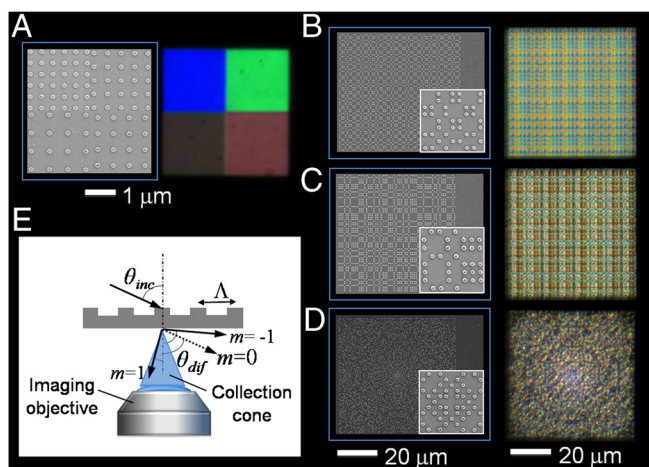 A
B
1 μm
C
E
θinc
Λ
m= -1
m=0
m=1
θdif
Imaging
objective
Collection
cone
D
20 μm
20 μm